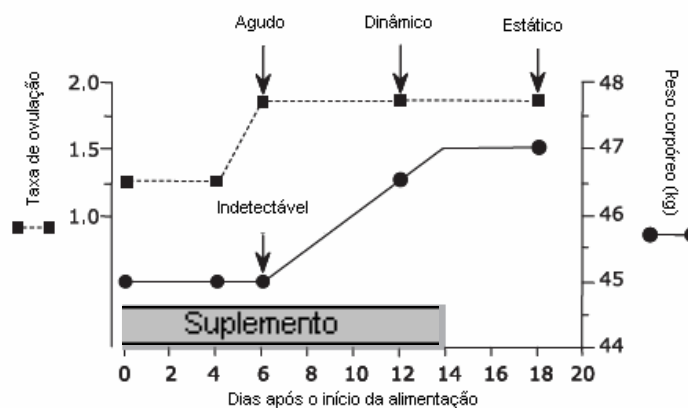 Agudo
Dinâmico
Estático
2.0
1.5
1.0
Taxa de ovulação
Indetectável
48
47
46
45
44
Peso corpóreo (kg)
Suplemento
0 2 4 6 8 10 12 14 16 18 20
Dias após o início da alimentação